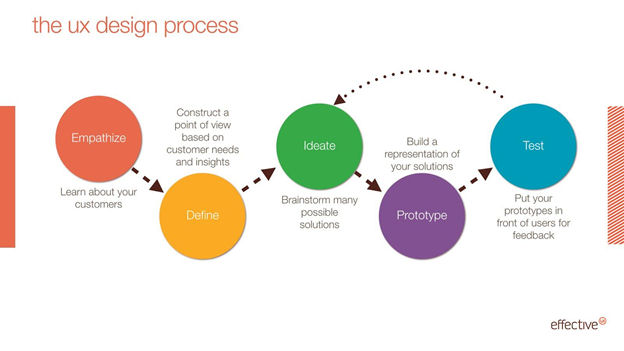 the ux design process
Empathize
Learn about your
customers
Construct a
point of view
based on
customer needs
and insights
Define
Ideate
Brainstorm many
possible
solutions
Build a
representation of
your solutions
Prototype
Test
Put your
prototypes in
front of users for
feedback
effective